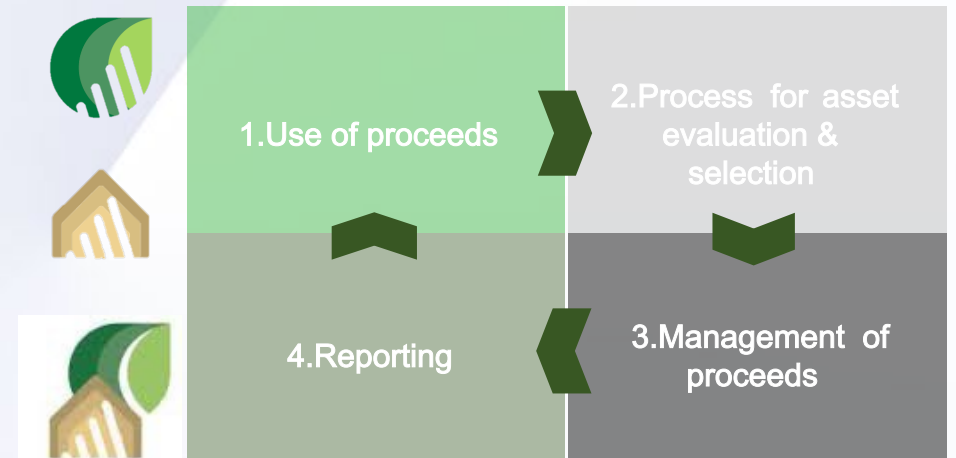 1.Use of proceeds
2.Process for asset
evaluation &
selection
4.Reporting
3.Management of
proceeds